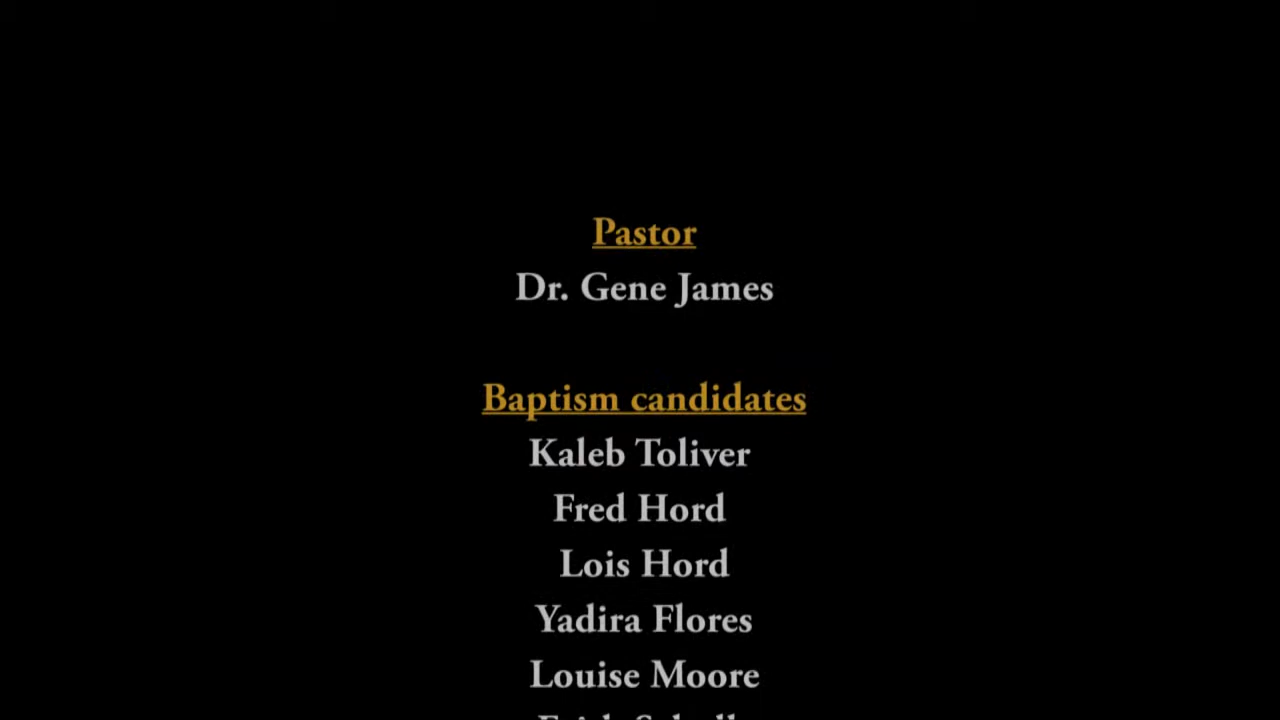 Pastor
Dr. Gene James
Baptism candidates
Kaleb Toliver
Fred Hord
Lois Hord
Yadira Flores
Louise Moore